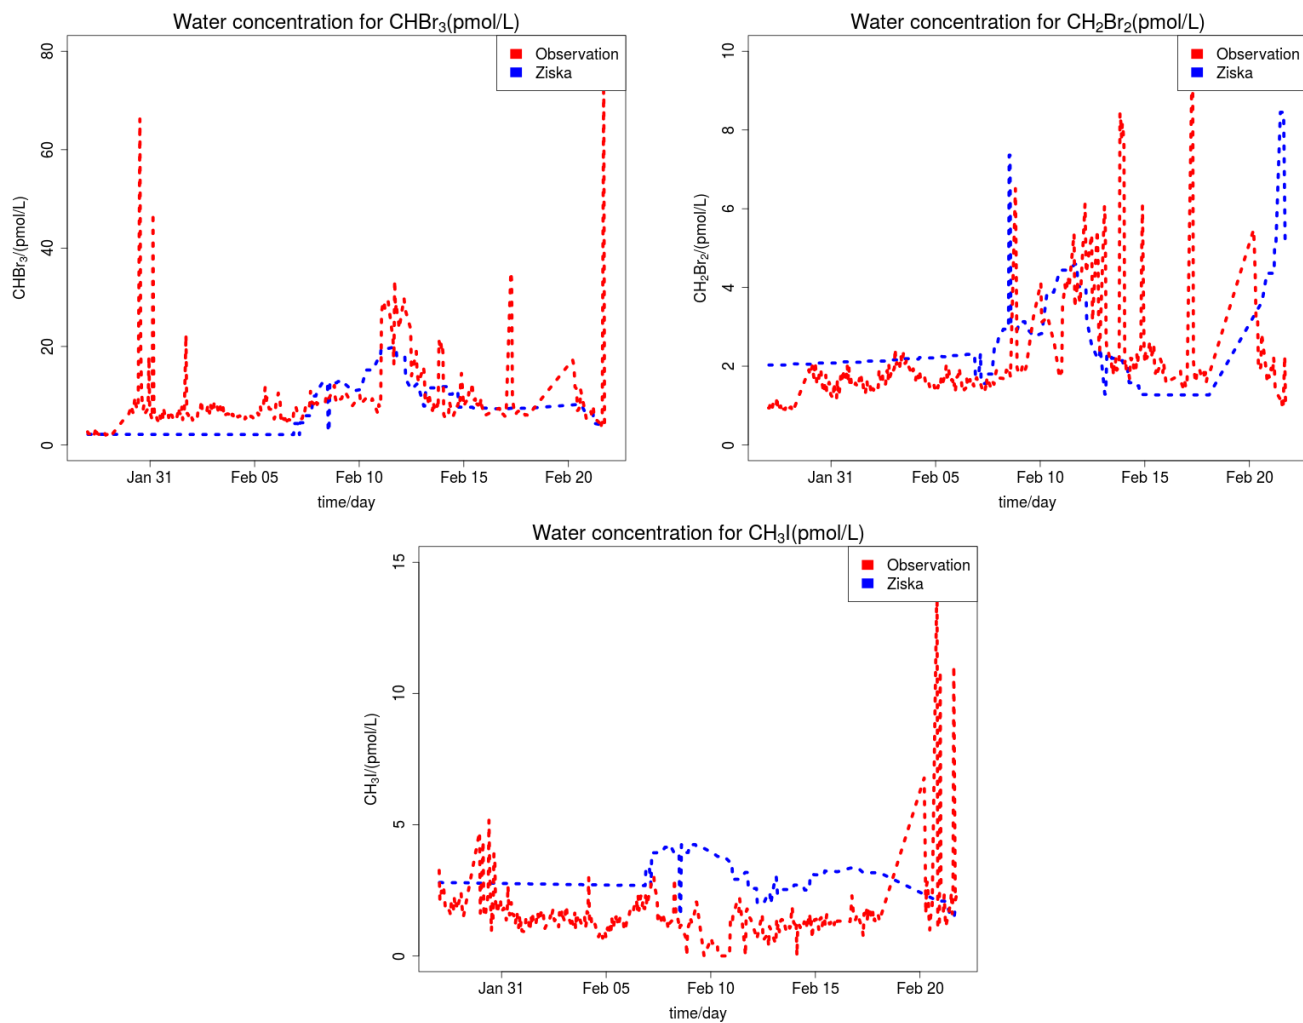 Water concentration for CHBr₃(pmol/L)
CHBr₃/(pmol/L)
80
60
40
20
0
Observation
Ziska
Jan 31 Feb 05 Feb 10 Feb 15 Feb 20
time/day
Water concentration for CH₂Br₂(pmol/L)
CH₂Br₂/(pmol/L)
10
8
6
4
2
0
Observation
Ziska
Jan 31 Feb 05 Feb 10 Feb 15 Feb 20
time/day
Water concentration for CH₃I(pmol/L)
CH₃I/(pmol/L)
15
10
5
0
Observation
Ziska
Jan 31 Feb 05 Feb 10 Feb 15 Feb 20
time/day